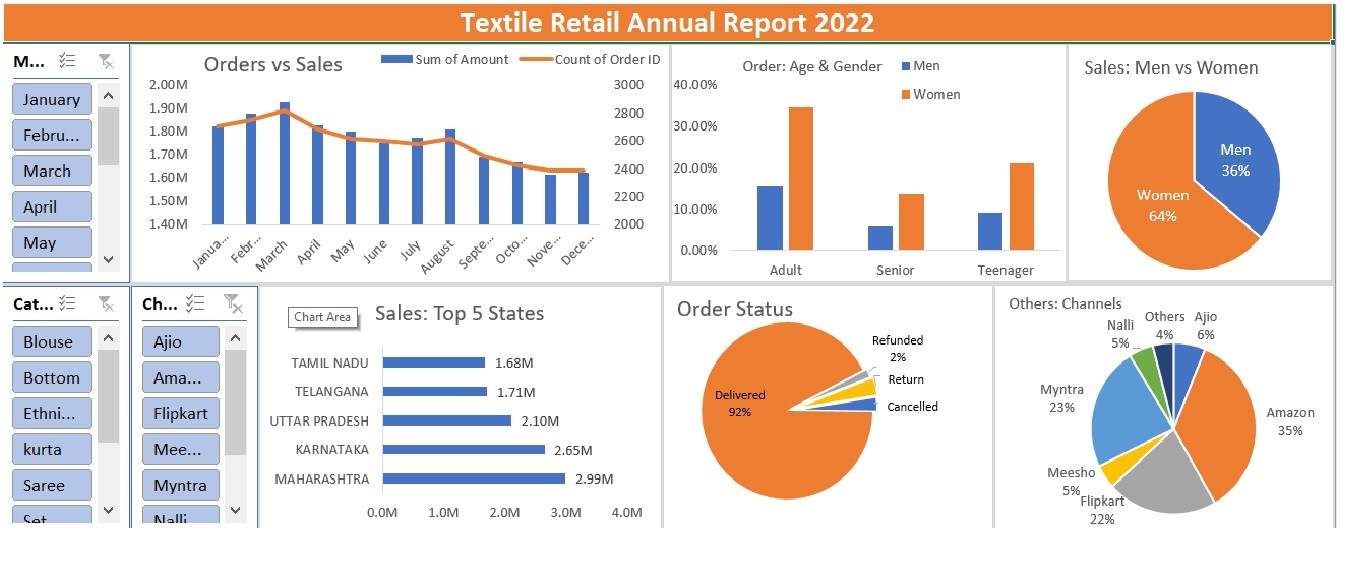 Textile Retail Annual Report 2022
M...
January
Febru...
March
April
May
Orders vs Sales
Sum of Amount
Count of Order ID
2.00M
1.90M
1.80M
1.70M
1.60M
1.50M
1.40M
3000
2800
2600
2400
2200
2000
Janua...
Febr...
March
April
May
June
July
August
Septe...
Octo...
Nove...
Dece...
Order: Age & Gender
Men
Women
40.00%
30.00%
20.00%
10.00%
0.00%
Adult
Senior
Teenager
Sales: Men vs Women
Men
36%
Women
64%
Cat...
Blouse
Bottom
Ethni...
kurta
Saree
Set
Ch...
Ajio
Ama...
Flipkart
Mee...
Myntra
Nalli
Chart Area
Sales: Top 5 States
TAMIL NADU
1.68M
TELANGANA
1.71M
UTTAR PRADESH
2.10M
KARNATAKA
2.65M
MAHARASHTRA
2.99M
0.0M
1.0M
2.0M
3.0M
4.0M
Order Status
Delivered
92%
Refunded
2%
Return
Cancelled
Others: Channels
Nalli
5%
Others
4%
Ajio
6%
Myntra
23%
Amazon
35%
Meesho
5%
Flipkart
22%